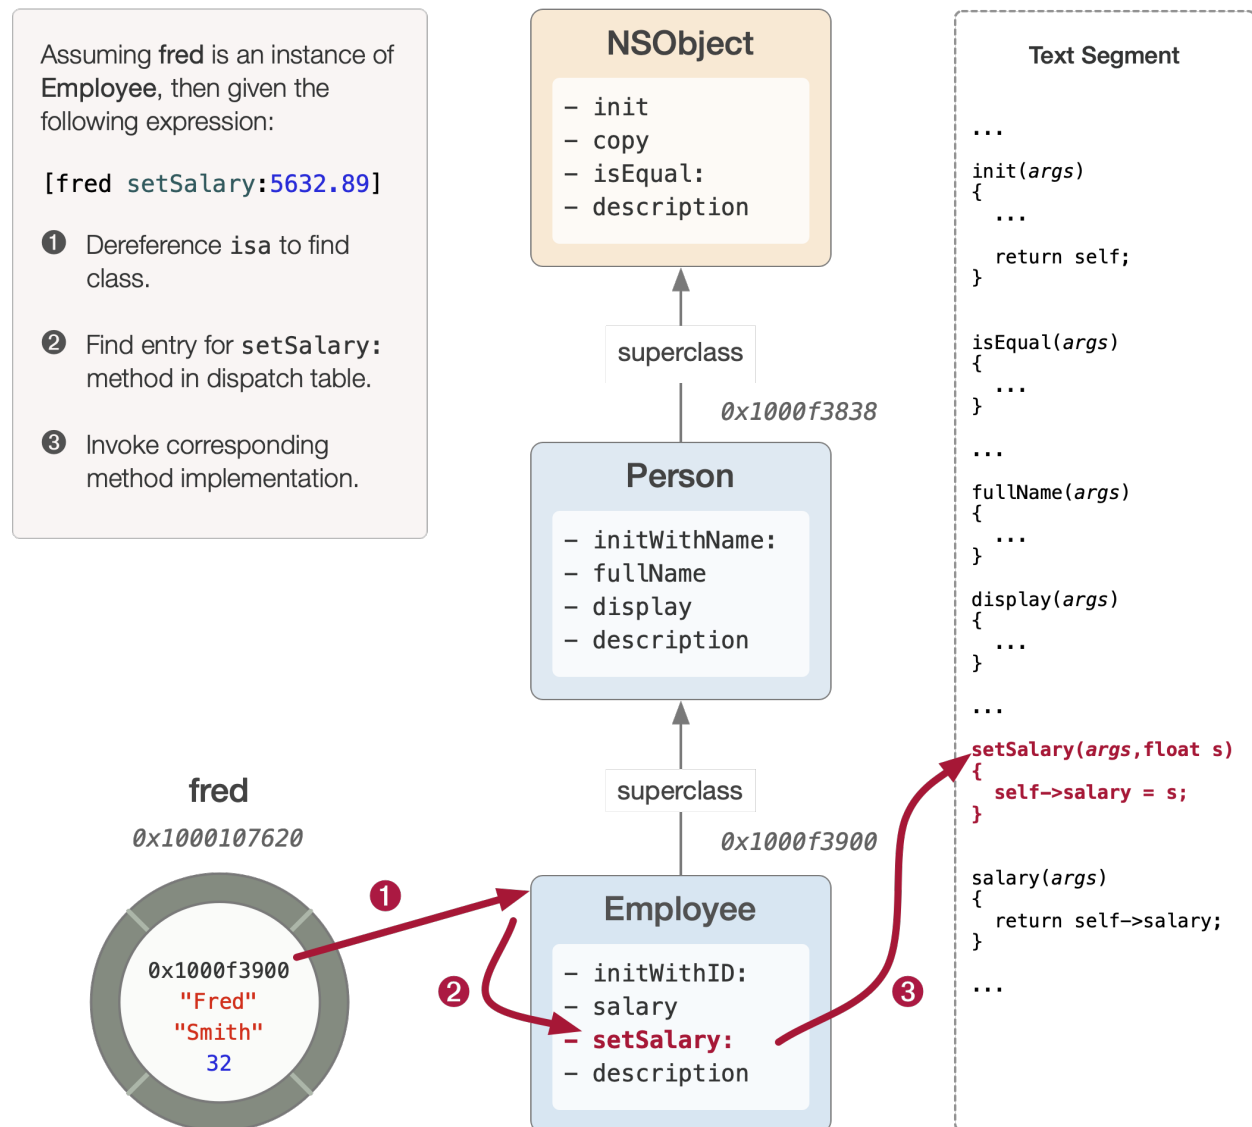 Assuming fred is an instance of
Employee, then given the
following expression:
[fred setSalary:5632.89]
1 Dereference isa to find
class.
2 Find entry for setSalary:
method in dispatch table.
3 Invoke corresponding
method implementation.
NSObject
- init
- copy
- isEqual:
- description
superclass
0x1000f3838
Person
- initWithName:
- fullName
- display
- description
superclass
0x1000f3900
Employee
- initWithID:
- salary
- setSalary:
- description
fred
0x1000107620
0x1000f3900
"Fred"
"Smith"
32
1
2
3
Text Segment
...
init(args)
{
...
return self;
}
isEqual(args)
{
...
}
...
fullName(args)
{
...
}
display(args)
{
...
}
...
setSalary(args,float s)
{
self->salary = s;
}
salary(args)
{
return self->salary;
}
...